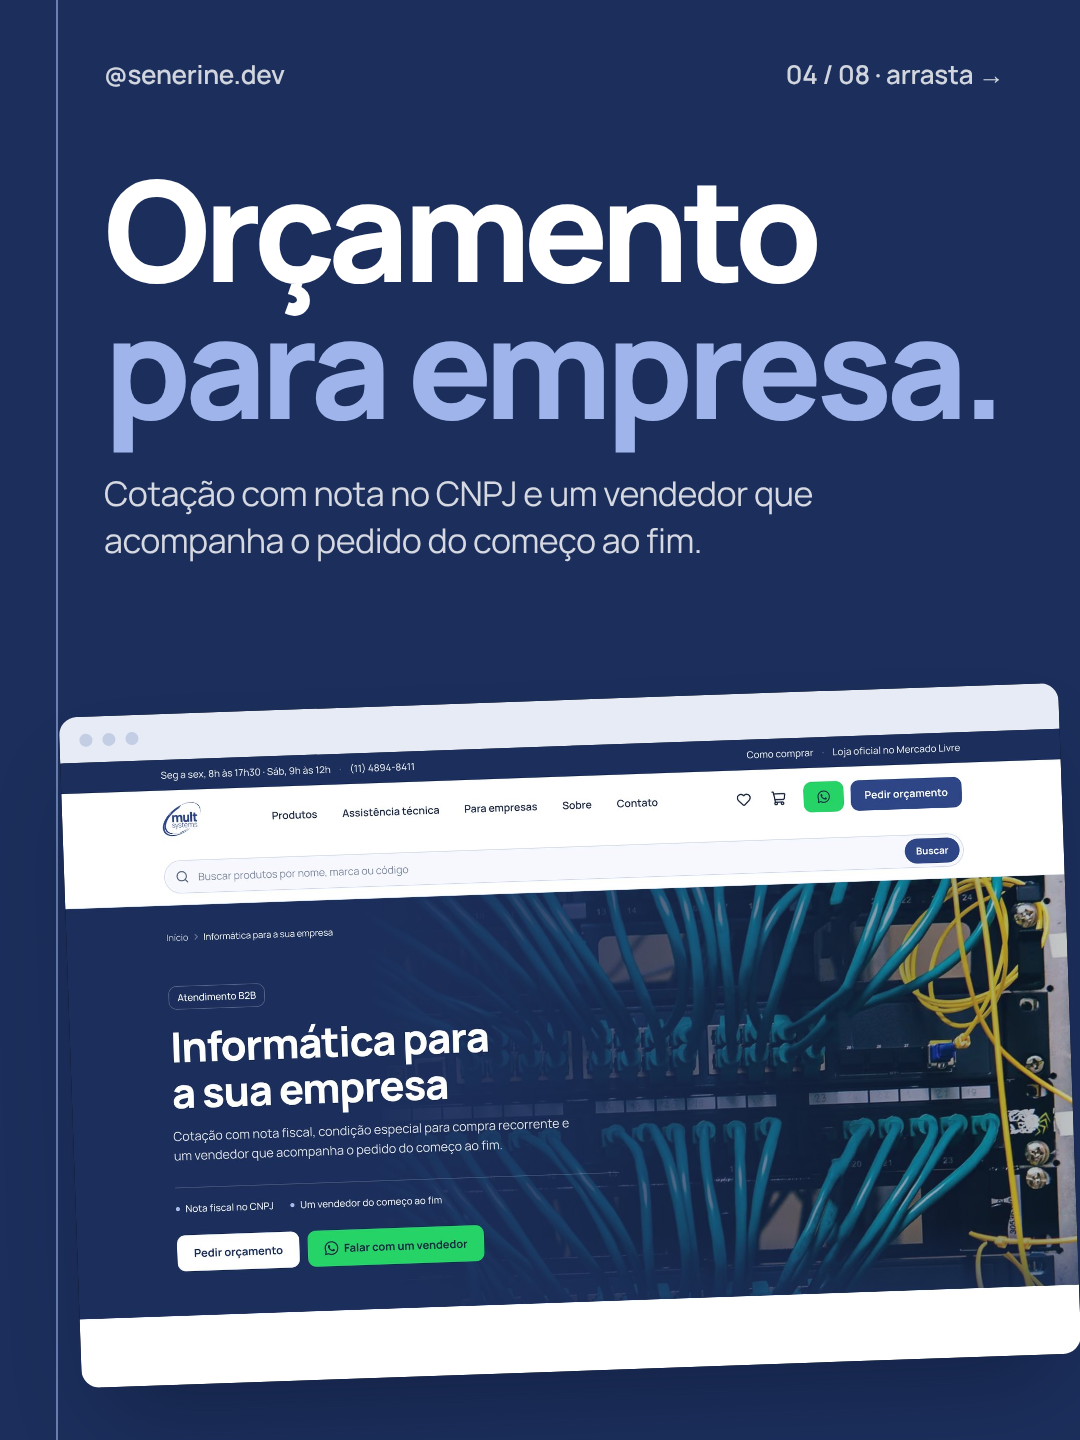 @senerine.dev
04 / 08 · arrasta →
Orçamento
para empresa.
Cotação com nota no CNPJ e um vendedor que
acompanha o pedido do começo ao fim.
Seg a sex, 8h às 17h30 · Sáb, 9h às 12h · (11) 4894-8411
Como comprar · Loja oficial no Mercado Livre
mult
systems
Produtos
Assistência técnica
Para empresas
Sobre
Contato
Pedir orçamento
Buscar produtos por nome, marca ou código
Buscar
Início > Informática para a sua empresa
Atendimento B2B
Informática para
a sua empresa
Cotação com nota fiscal, condição especial para compra recorrente e
um vendedor que acompanha o pedido do começo ao fim.
• Nota fiscal no CNPJ
• Um vendedor do começo ao fim
Pedir orçamento
Falar com um vendedor